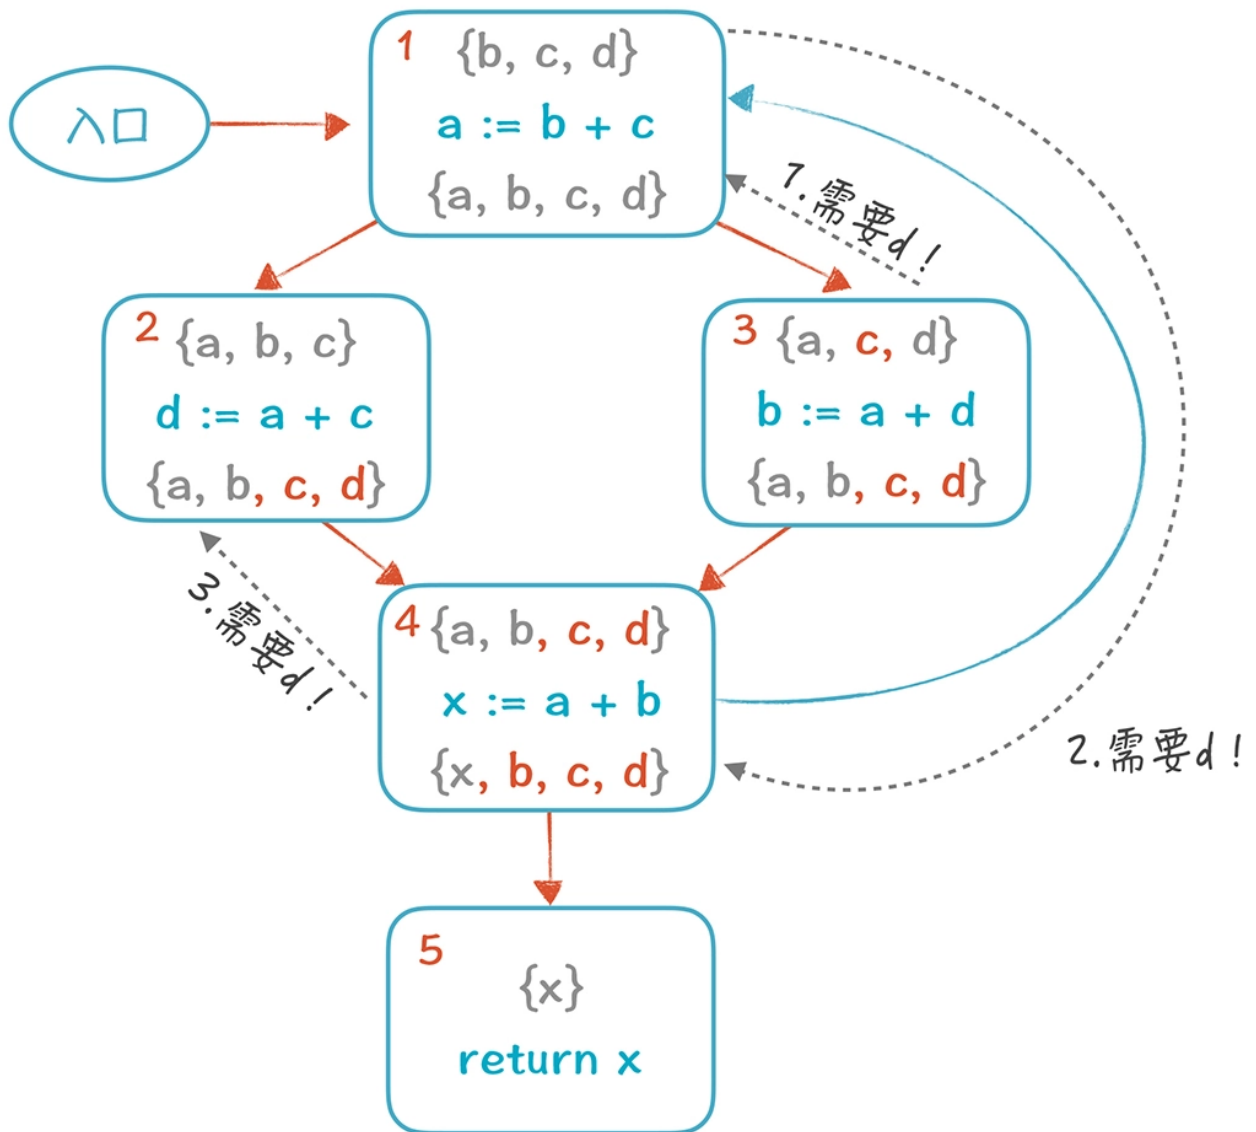 入口
1
{b, c, d}
a := b + c
{a, b, c, d}
1.需要d!
2
{a, b, c}
d := a + c
{a, b, c, d}
3
{a, c, d}
b := a + d
{a, b, c, d}
3.需要d!
4
{a, b, c, d}
x := a + b
{x, b, c, d}
2.需要d!
5
{x}
return x